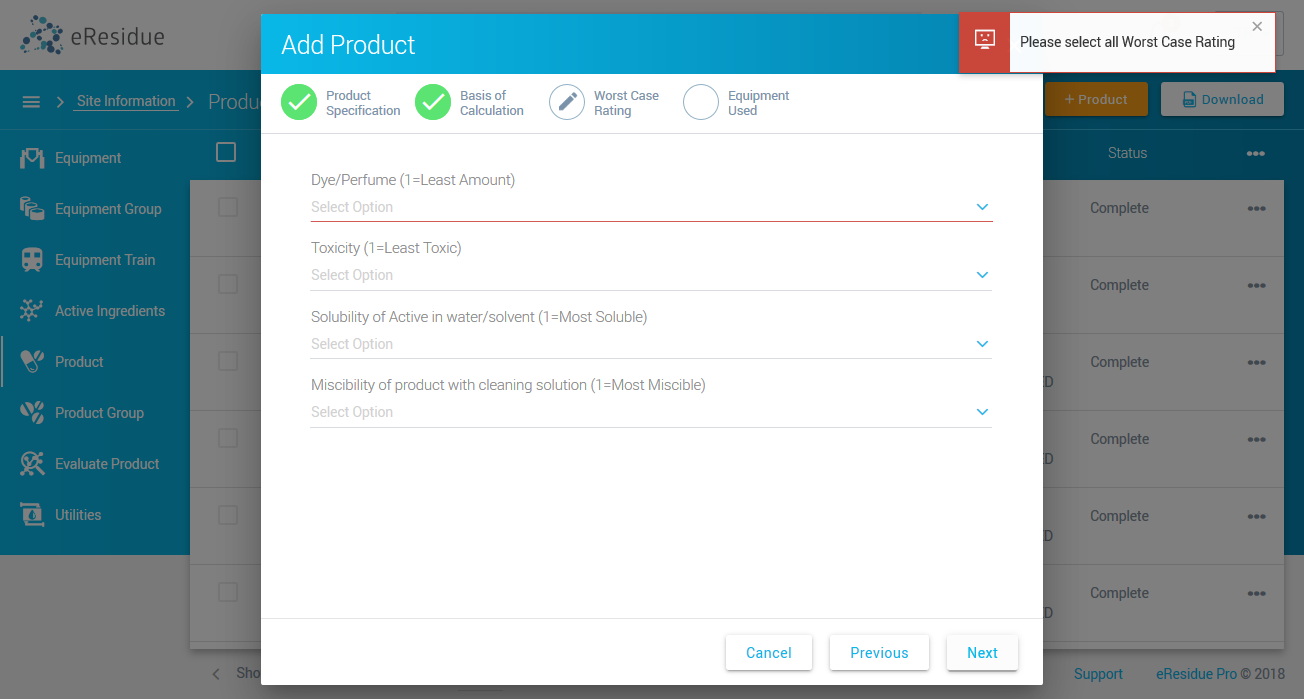 eResidue
Add Product
Please select all Worst Case Rating
Site Information
Produ
+ Product
Download
Product
Specification
Basis of
Calculation
Worst Case
Rating
Equipment
Used
Status
Equipment
Equipment Group
Equipment Train
Active Ingredients
Product
Product Group
Evaluate Product
Utilities
Dye/Perfume (1=Least Amount)
Select Option
Toxicity (1=Least Toxic)
Select Option
Solubility of Active in water/solvent (1=Most Soluble)
Select Option
Miscibility of product with cleaning solution (1=Most Miscible)
Select Option
Complete
Complete
Complete
D
Complete
D
Complete
D
Complete
D
Cancel
Previous
Next
Sho
Support
eResidue Pro © 2018